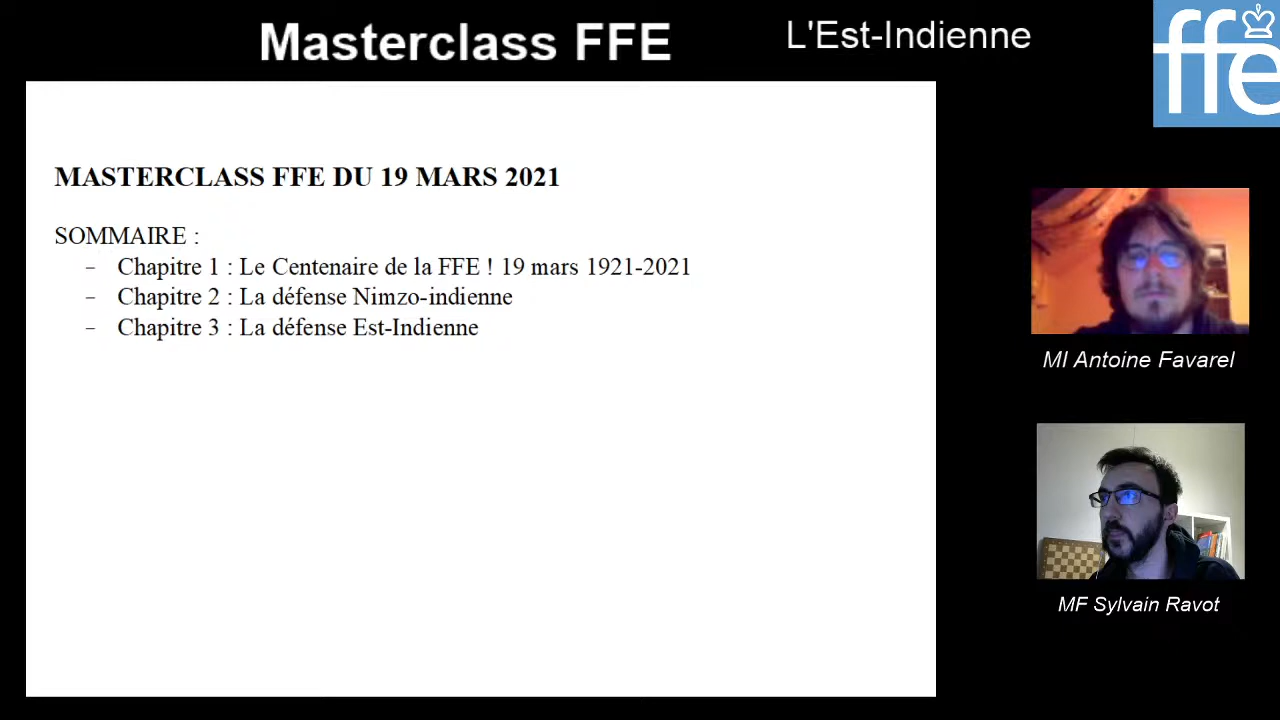 Masterclass FFE
L'Est-Indienne
ffe
MASTERCLASS FFE DU 19 MARS 2021
SOMMAIRE :
- Chapitre 1 : Le Centenaire de la FFE ! 19 mars 1921-2021
- Chapitre 2 : La défense Nimzo-indienne
- Chapitre 3 : La défense Est-Indienne
MI Antoine Favarel
MF Sylvain Ravot